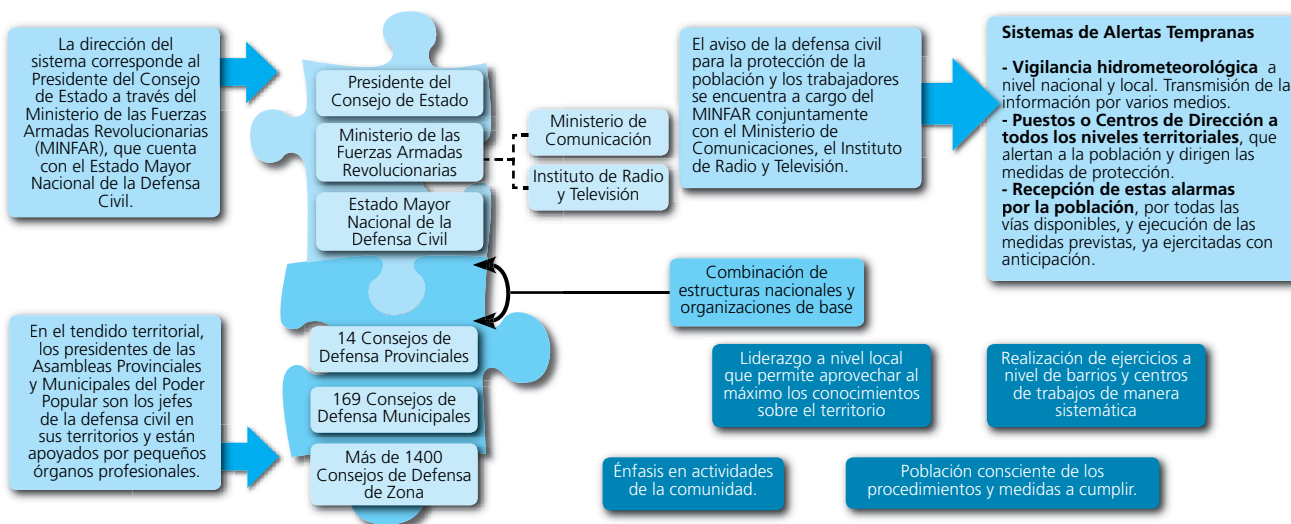 La dirección del
sistema corresponde al
Presidente del Consejo
de Estado a través del
Ministerio de las Fuerzas
Armadas Revolucionarias
(MINFAR), que cuenta
con el Estado Mayor
Nacional de la Defensa
Civil.
Presidente del
Consejo de Estado
Ministerio de las
Fuerzas Armadas
Revolucionarias
Estado Mayor
Nacional de la
Defensa Civil
Ministerio de
Comunicación
Instituto de Radio
y Televisión
El aviso de la defensa civil
para la protección de la
población y los trabajadores
se encuentra a cargo del
MINFAR conjuntamente
con el Ministerio de
Comunicaciones, el Instituto
de Radio y Televisión.
Sistemas de Alertas Tempranas
- Vigilancia hidrometeorológica a
nivel nacional y local. Transmisión de la
información por varios medios.
- Puestos o Centros de Dirección a
todos los niveles territoriales, que
alertan a la población y dirigen las
medidas de protección.
- Recepción de estas alarmas
por la población, por todas las
vías disponibles, y ejecución de las
medidas previstas, ya ejercitadas con
anticipación.
Combinación de
estructuras nacionales y
organizaciones de base
En el tendido territorial,
los presidentes de las
Asambleas Provinciales
y Municipales del Poder
Popular son los jefes
de la defensa civil en
sus territorios y están
apoyados por pequeños
órganos profesionales.
14 Consejos de
Defensa Provinciales
169 Consejos de
Defensa Municipales
Más de 1400
Consejos de Defensa
de Zona
Liderazgo a nivel local
que permite aprovechar al
máximo los conocimientos
sobre el territorio
Realización de ejercicios a
nivel de barrios y centros
de trabajos de manera
sistemática
Énfasis en actividades
de la comunidad.
Población consciente de los
procedimientos y medidas a cumplir.